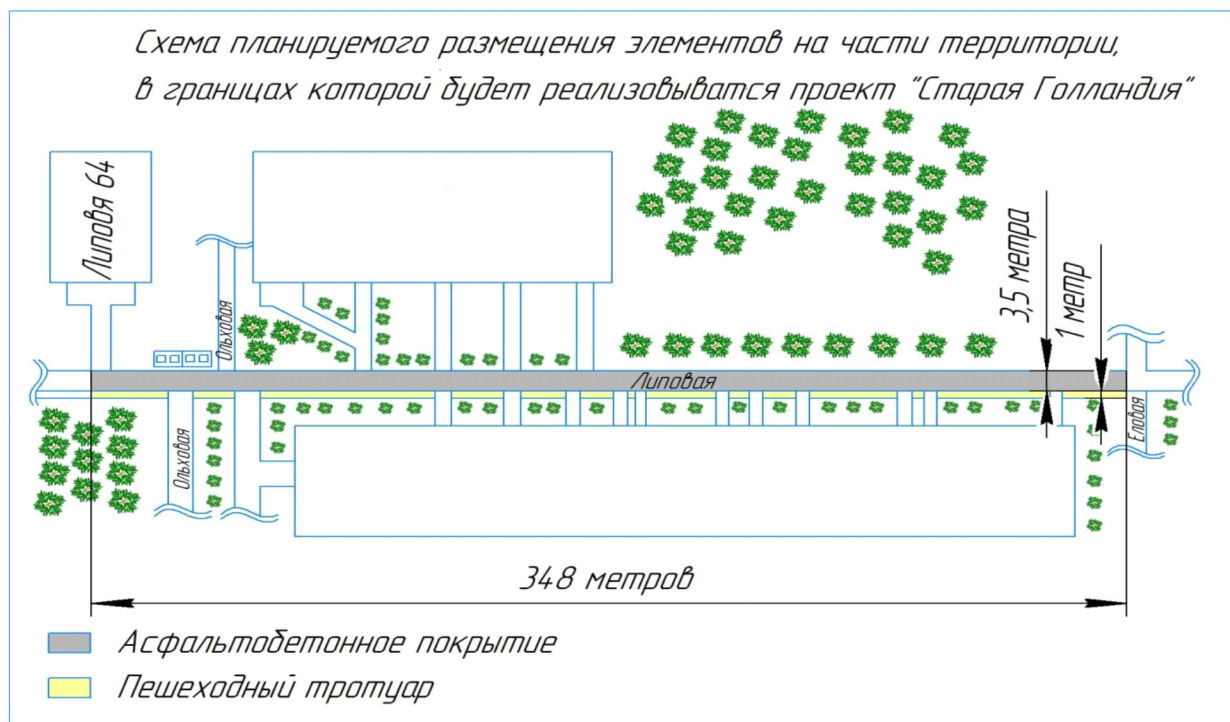 Схема планируемого размещения элементов на части территории,
в границах которой будет реализовыватся проект "Старая Голландия"
Липовя 64
Ольховая
3,5 метра
1 метр
Липовая
Ольховая
Еловая
348 метров
Асфальтобетонное покрытие
Пешеходный тротуар